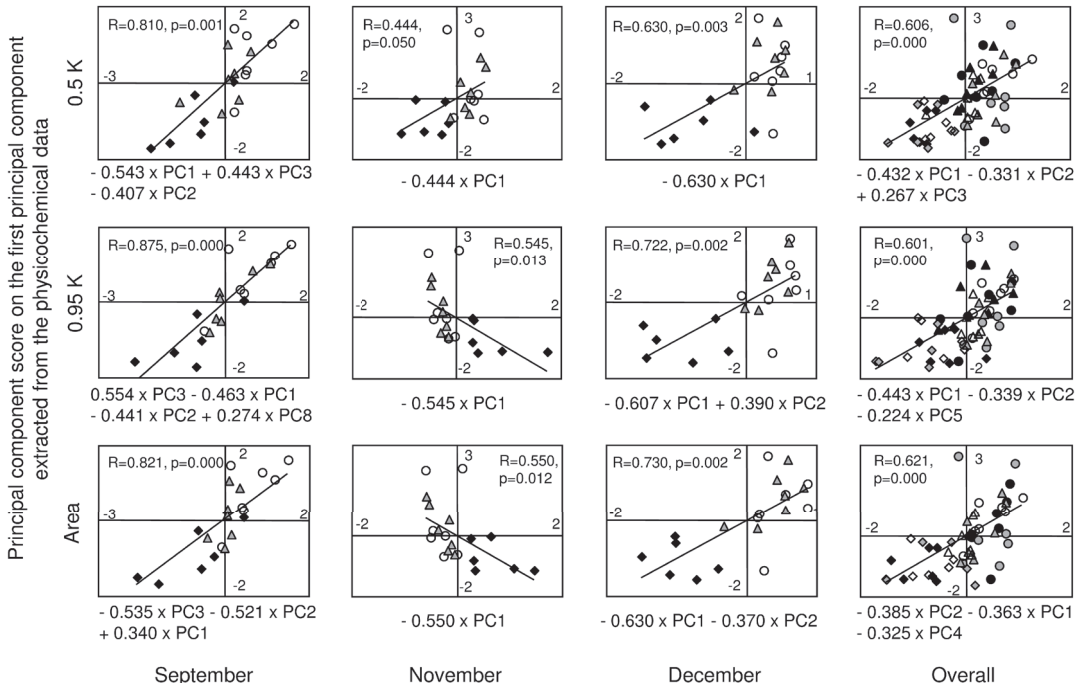 Principal component score on the first principal component
extracted from the physicochemical data
0.5 K
R=0.810, p=0.001
2
-3
2
-2
- 0.543 x PC1 + 0.443 x PC3
- 0.407 x PC2
R=0.444,
p=0.050
2
-2
2
-2
- 0.444 x PC1
R=0.630, p=0.003
2
-3
1
-2
- 0.630 x PC1
R=0.606,
p=0.000
3
-2
2
-2
- 0.432 x PC1 - 0.331 x PC2
+ 0.267 x PC3
0.95 K
R=0.875, p=0.000
2
-3
2
-2
0.554 x PC3 - 0.463 x PC1
- 0.441 x PC2 + 0.274 x PC8
R=0.545,
p=0.013
3
-2
2
-2
- 0.545 x PC1
R=0.722, p=0.002
2
-3
1
-2
- 0.607 x PC1 + 0.390 x PC2
R=0.601,
p=0.000
3
-2
2
-2
- 0.443 x PC1 - 0.339 x PC2
- 0.224 x PC5
Area
R=0.821, p=0.000
2
-3
2
-2
- 0.535 x PC3 - 0.521 x PC2
+ 0.340 x PC1
R=0.550,
p=0.012
3
-2
2
-2
- 0.550 x PC1
R=0.730, p=0.002
2
-3
1
-2
- 0.630 x PC1 - 0.370 x PC2
R=0.621,
p=0.000
3
-2
2
-2
- 0.385 x PC2 - 0.363 x PC1
- 0.325 x PC4
September
November
December
Overall